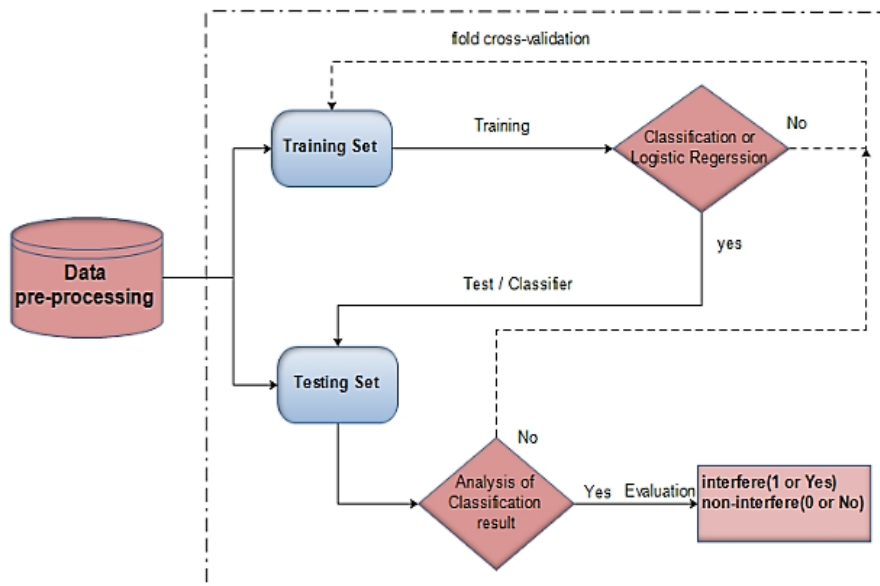 flold cross-validation
Training Set
Training
Classification or
Logistic Regerssion
No
yes
Data
pre-processing
Test / Classifier
Testing Set
No
Analysis of
Classification
result
Yes
Evaluation
interfere(1 or Yes)
non-interfere(0 or No)